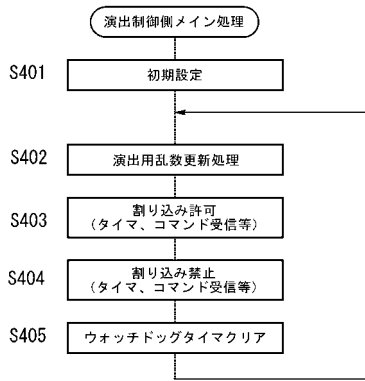 演出制御側メイン処理
S401
初期設定
S402
演出用乱数更新処理
S403
割り込み許可
(タイマ、コマンド受信等)
S404
割り込み禁止
(タイマ、コマンド受信等)
S405
ウォッチドッグタイマクリア